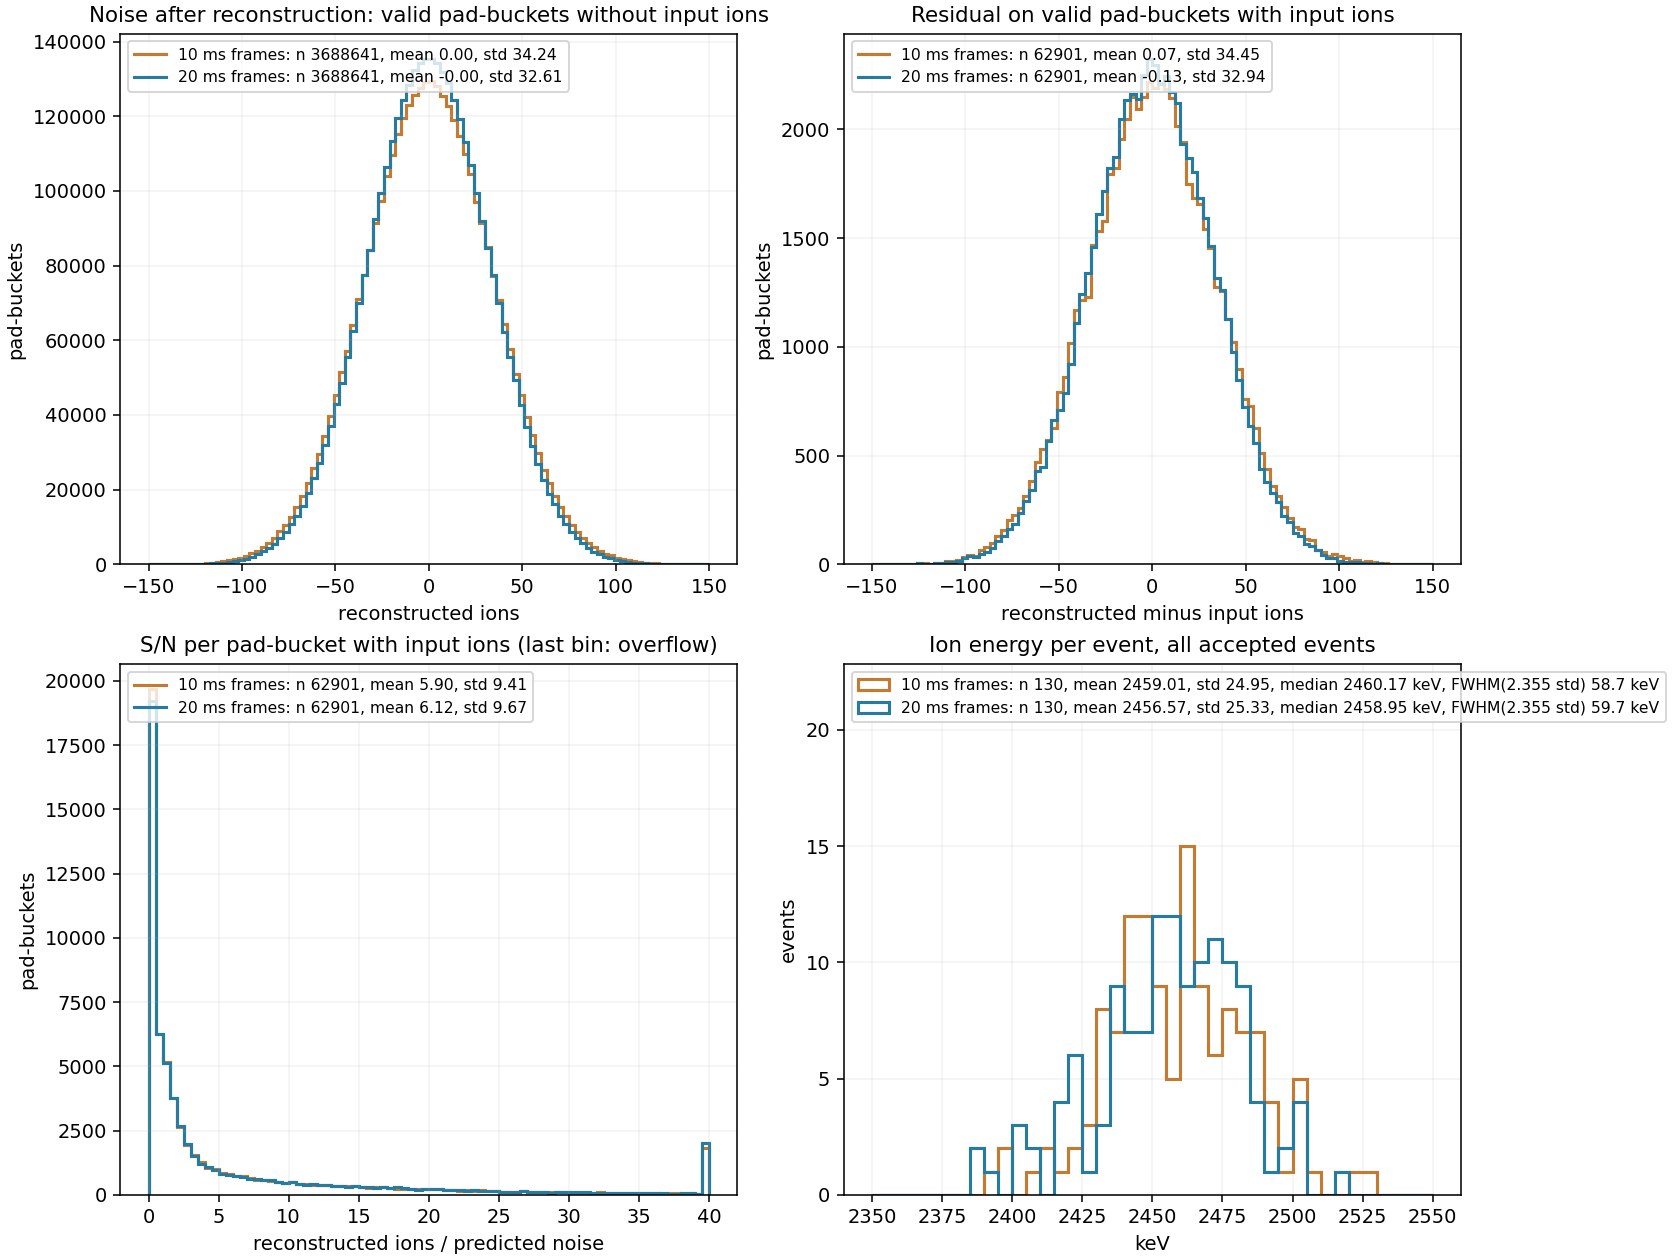 Noise after reconstruction: valid pad-buckets without input ions
10 ms frames: n 3688641, mean 0.00, std 34.24
20 ms frames: n 3688641, mean -0.00, std 32.61
140000
120000
100000
80000
60000
40000
20000
0
pad-buckets
−150
−100
−50
0
50
100
150
reconstructed ions
Residual on valid pad-buckets with input ions
10 ms frames: n 62901, mean 0.07, std 34.45
20 ms frames: n 62901, mean -0.13, std 32.94
2000
1500
1000
500
0
pad-buckets
−150
−100
−50
0
50
100
150
reconstructed minus input ions
S/N per pad-bucket with input ions (last bin: overflow)
10 ms frames: n 62901, mean 5.90, std 9.41
20 ms frames: n 62901, mean 6.12, std 9.67
20000
17500
15000
12500
10000
7500
5000
2500
0
pad-buckets
0
5
10
15
20
25
30
35
40
reconstructed ions / predicted noise
Ion energy per event, all accepted events
10 ms frames: n 130, mean 2459.01, std 24.95, median 2460.17 keV, FWHM(2.355 std) 58.7 keV
20 ms frames: n 130, mean 2456.57, std 25.33, median 2458.95 keV, FWHM(2.355 std) 59.7 keV
20
15
10
5
0
events
2350
2375
2400
2425
2450
2475
2500
2525
2550
keV